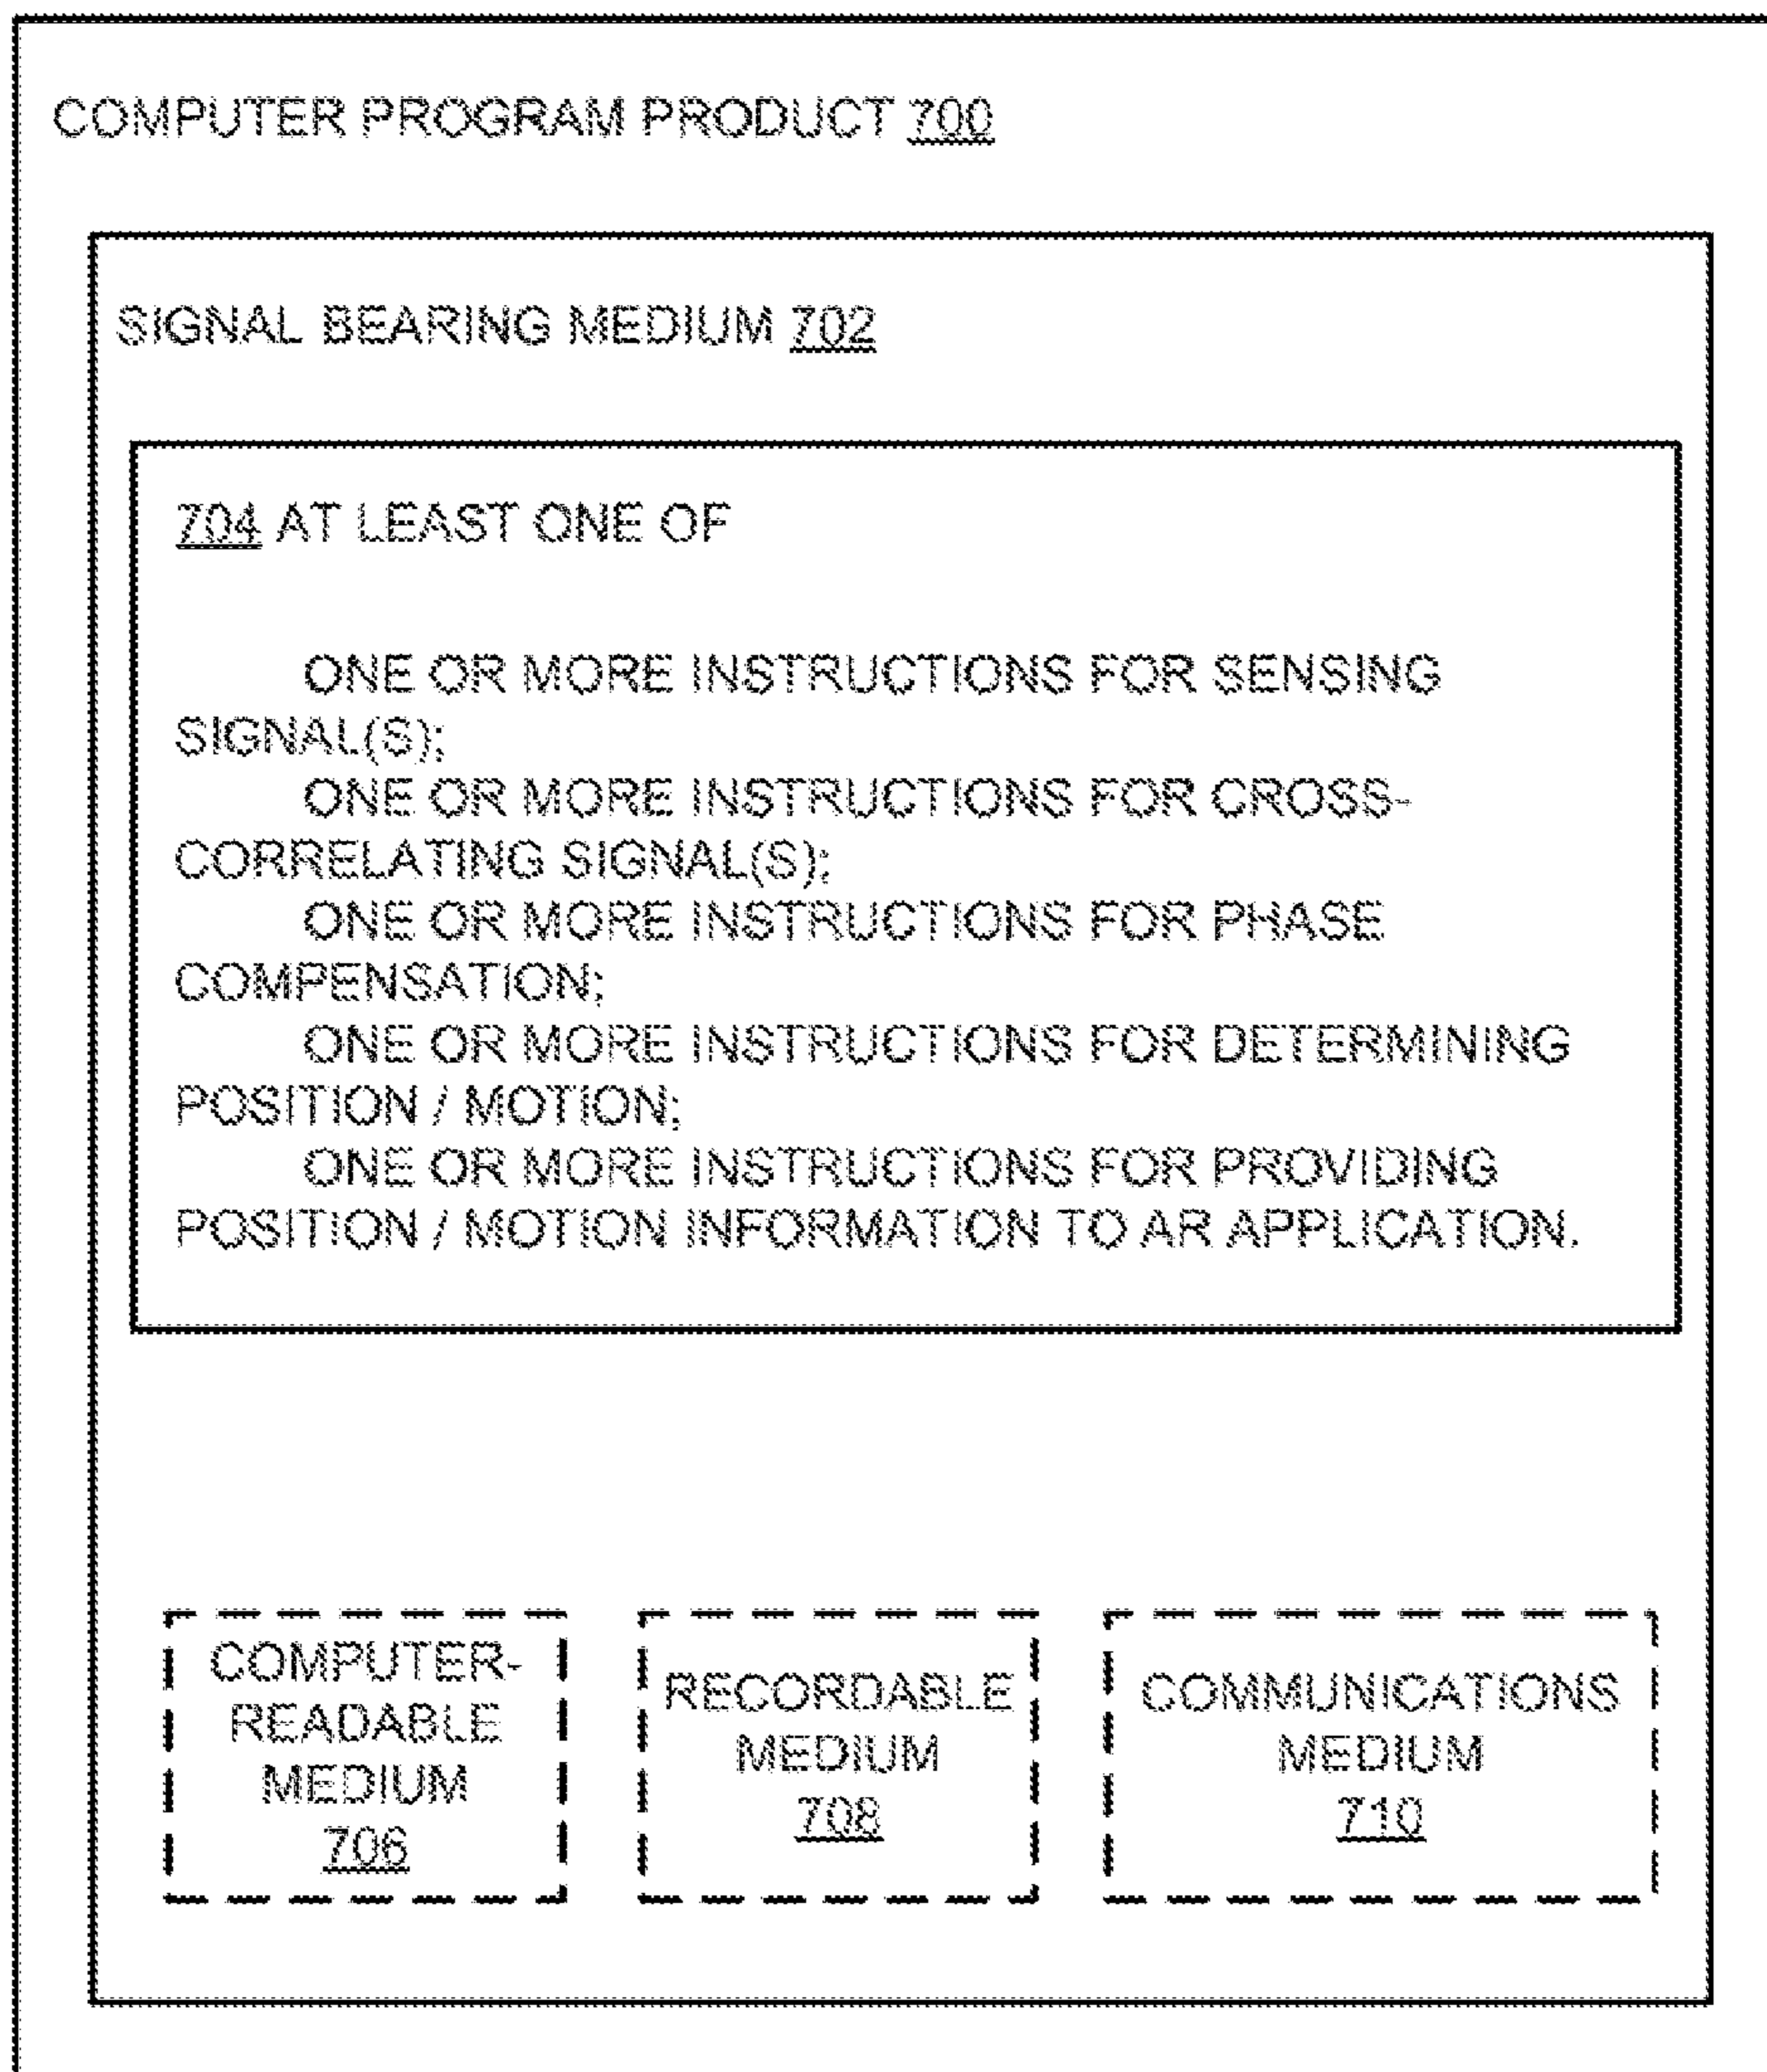 COMPUTER PROGRAM PRODUCT 700
SIGNAL BEARING MEDIUM 702
704 AT LEAST ONE OF
ONE OR MORE INSTRUCTIONS FOR SENSING
SIGNAL(S);
ONE OR MORE INSTRUCTIONS FOR CROSS-
CORRELATING SIGNAL(S);
ONE OR MORE INSTRUCTIONS FOR PHASE
COMPENSATION;
ONE OR MORE INSTRUCTIONS FOR DETERMINING
POSITION / MOTION;
ONE OR MORE INSTRUCTIONS FOR PROVIDING
POSITION / MOTION INFORMATION TO AR APPLICATION.
COMPUTER-
READABLE
MEDIUM
706
RECORDABLE
MEDIUM
708
COMMUNICATIONS
MEDIUM
710